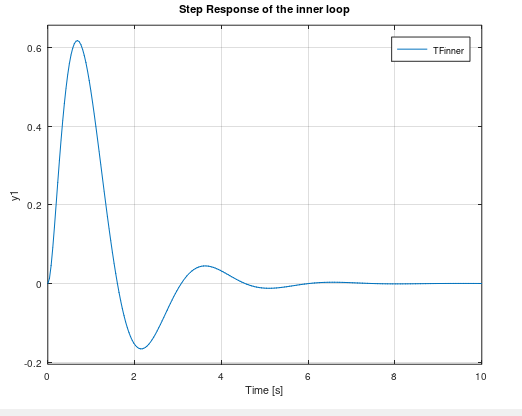 Step Response of the inner loop
TFinner
0.6
0.4
0.2
0
-0.2
y1
0 2 4 6 8 10
Time [s]